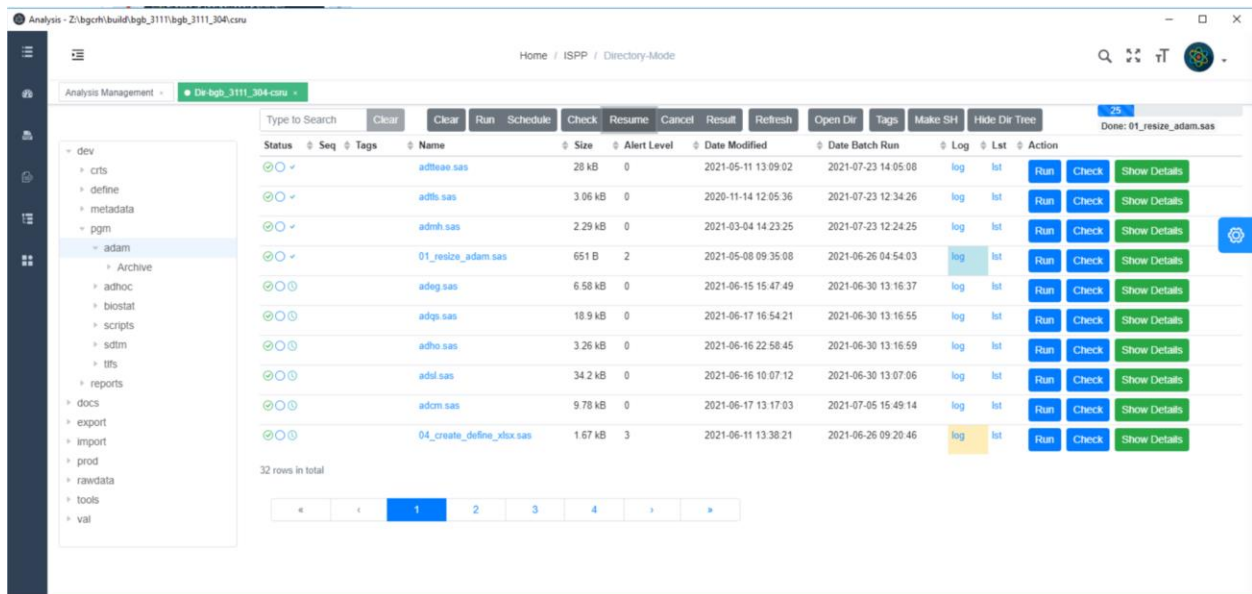 Analysis - Z:\bgcrh\build\bgb_3111\bgb_3111_304\csru
Home / ISPP / Directory-Mode
Analysis Management × Dir-bgb_3111_304-csru ×
Type to Search Clear Clear Run Schedule Check Resume Cancel Result Refresh Open Dir Tags Make SH Hide Dir Tree 25
Done: 01_resize_adam.sas
dev
crts
define
metadata
pgm
adam
Archive
adhoc
biostat
scripts
sdtm
tlfs
reports
docs
export
import
prod
rawdata
tools
val
Status Seq Tags Name Size Alert Level Date Modified Date Batch Run Log Lst Action
adtteae.sas 28 kB 0 2021-05-11 13:09:02 2021-07-23 14:05:08 log lst Run Check Show Details
adtfs.sas 3.06 kB 0 2020-11-14 12:05:36 2021-07-23 12:34:26 log lst Run Check Show Details
admh.sas 2.29 kB 0 2021-03-04 14:23:25 2021-07-23 12:24:25 log lst Run Check Show Details
01_resize_adam.sas 651 B 2 2021-05-08 09:35:08 2021-06-26 04:54:03 log lst Run Check Show Details
adeg.sas 6.58 kB 0 2021-06-15 15:47:49 2021-06-30 13:16:37 log lst Run Check Show Details
adqs.sas 18.9 kB 0 2021-06-17 16:54:21 2021-06-30 13:16:55 log lst Run Check Show Details
adho.sas 3.26 kB 0 2021-06-16 22:58:45 2021-06-30 13:16:59 log lst Run Check Show Details
adsl.sas 34.2 kB 0 2021-06-16 10:07:12 2021-06-30 13:07:06 log lst Run Check Show Details
adcm.sas 9.78 kB 0 2021-06-17 13:17:03 2021-07-05 15:49:14 log lst Run Check Show Details
04_create_define_xlsx.sas 1.67 kB 3 2021-06-11 13:38:21 2021-06-26 09:20:46 log lst Run Check Show Details
32 rows in total
« ‹ 1 2 3 4 › »